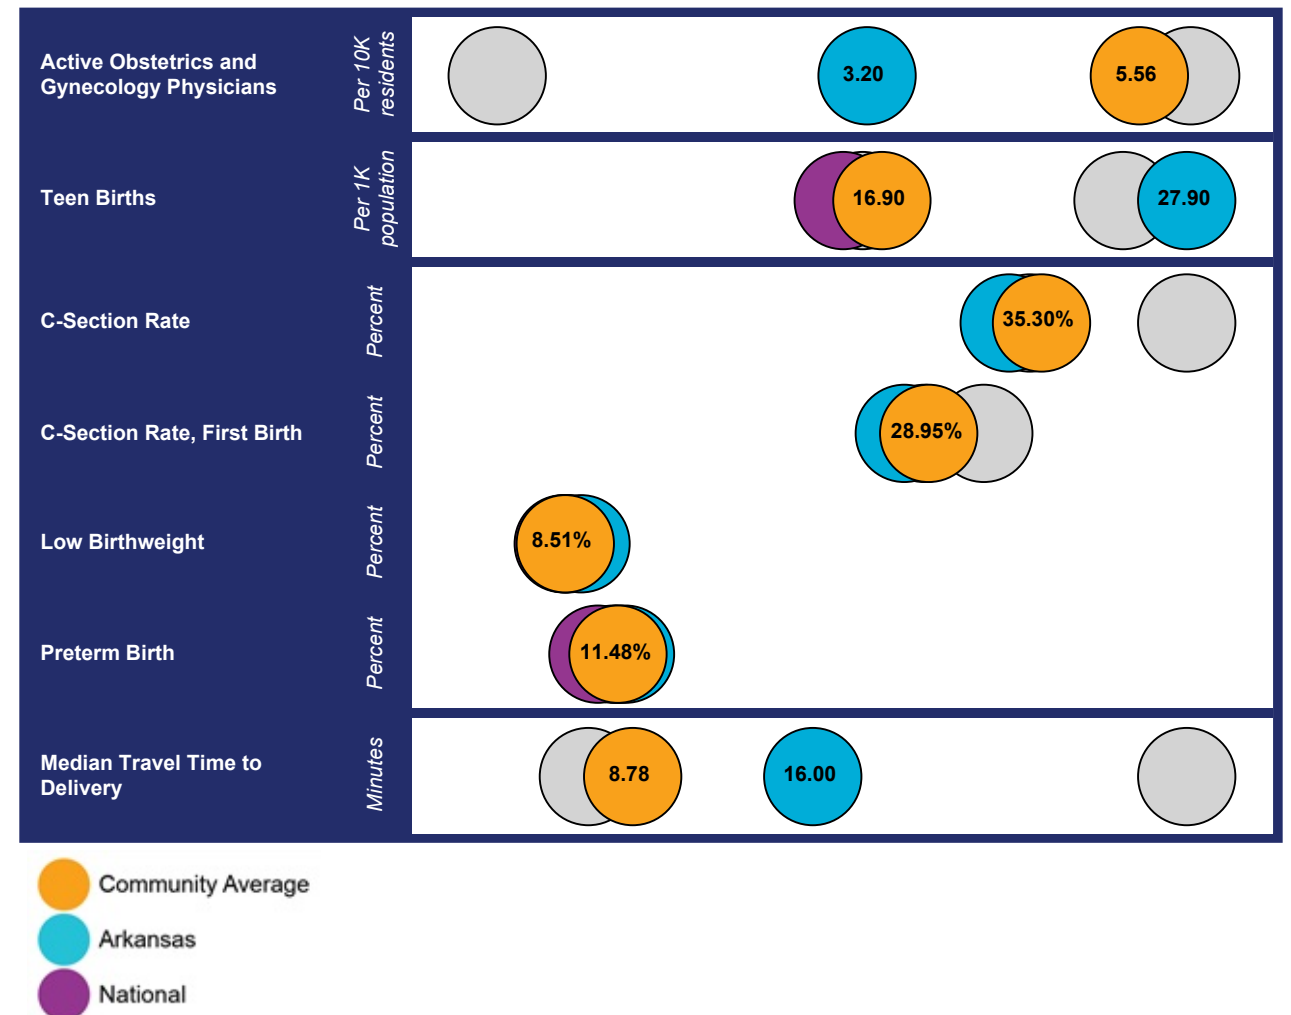 Active Obstetrics and
Gynecology Physicians
Per 10K
residents
3.20
5.56
Teen Births
Per 1K
population
16.90
27.90
C-Section Rate
Percent
35.30%
C-Section Rate, First Birth
Percent
28.95%
Low Birthweight
Percent
8.51%
Preterm Birth
Percent
11.48%
Median Travel Time to
Delivery
Minutes
8.78
16.00
Community Average
Arkansas
National